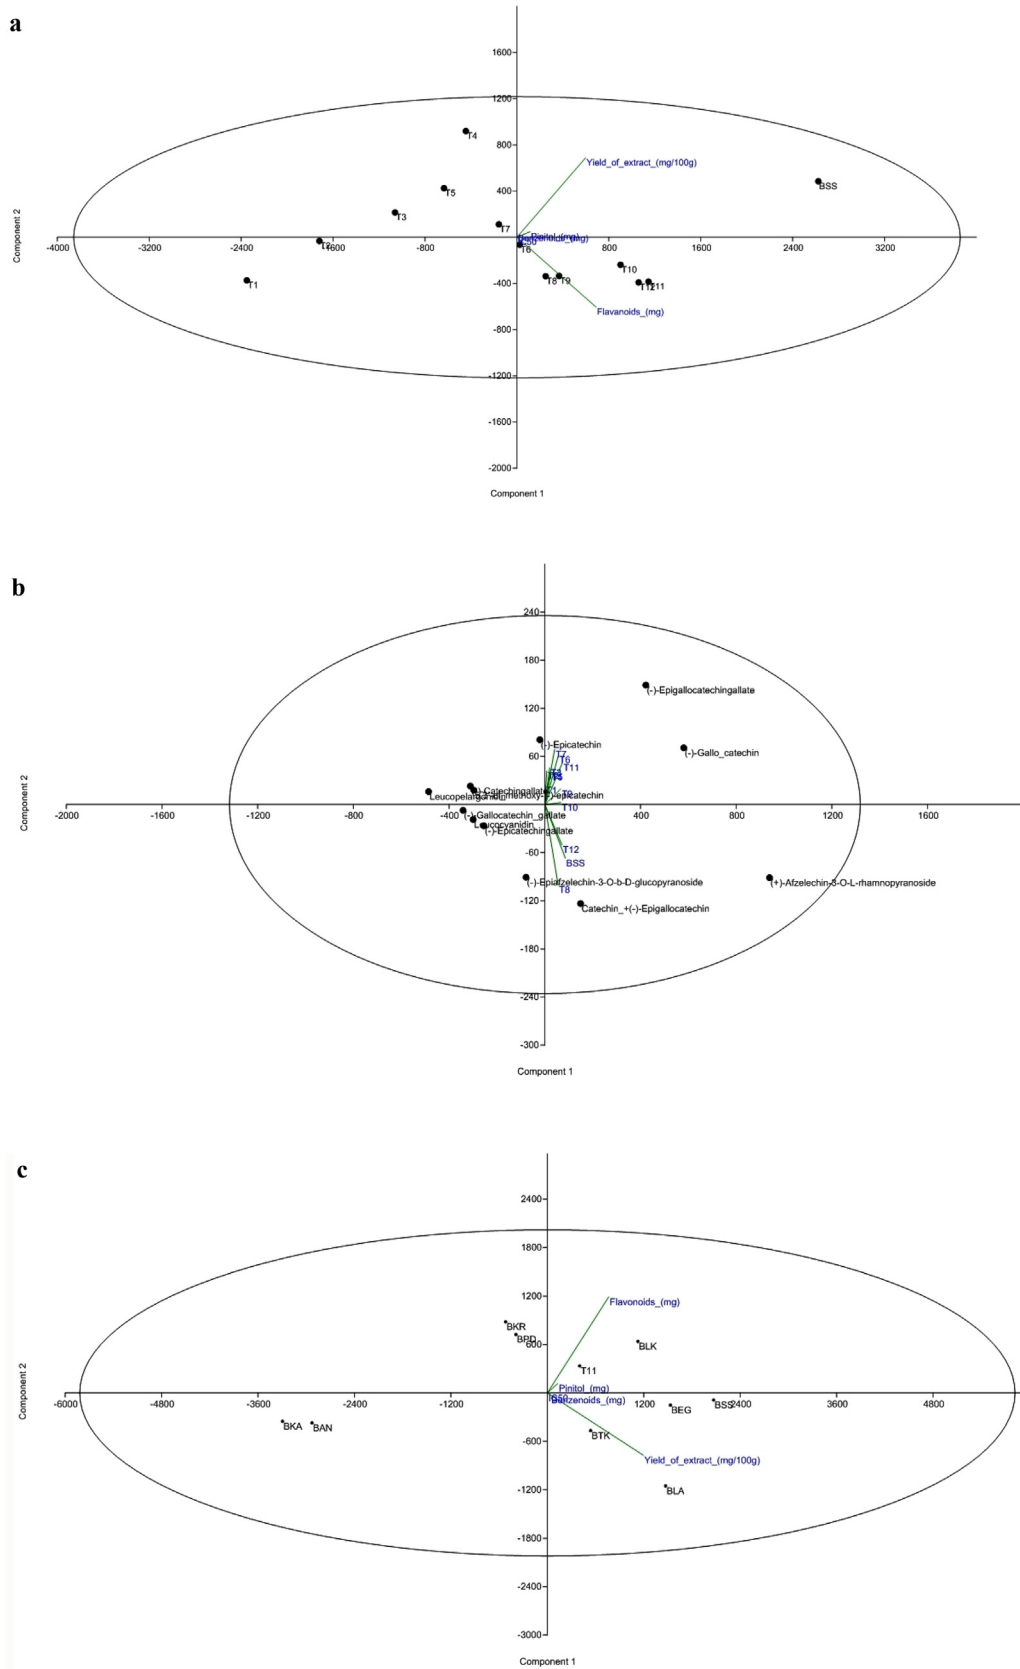 a
1600
1200
T4
800
Yield_of_extract_(mg/100g)
T5
400
BSS
T3
T7
Pinitol_(mg)
-4000 -3200 -2400 -1600 -800 800 1600 2400 3200
T2
T6
T10
T1
T8 T9
-400
T12 T11
Flavanoids_(mg)
-800
-1200
-1600
-2000
Component 2
Component 1
b
240
180
(-)-Epigallocatechingallate
120
(-)-Epicatechin
(-)-Gallo_catechin
T7
60
T6
T11
T10
Leucocyanidin
(-)-Gallocatechin_gallate
(-)-Epicatechingallate
-2000 -1600 -1200 -800 -400 400 800 1200 1600
T12
-60
BSS
(-)-Epiafzelechin-3-O-b-D-glucopyranoside
(+)-Afzelechin-3-O-L-rhamnopyranoside
T8
-120
Catechin_+(-)-Epigallocatechin
-180
-240
-300
Component 2
Component 1
c
2400
1800
1200
Flavonoids_(mg)
BKR
BPD
600
BLK
T11
Pinitol_(mg)
Benzenoids_(mg)
-6000 -4800 -3600 -2400 -1200 1200 2400 3600 4800
BSS
BEG
BKA
BAN
BTK
-600
Yield_of_extract_(mg/100g)
BLA
-1200
-1800
-2400
-3000
Component 2
Component 1